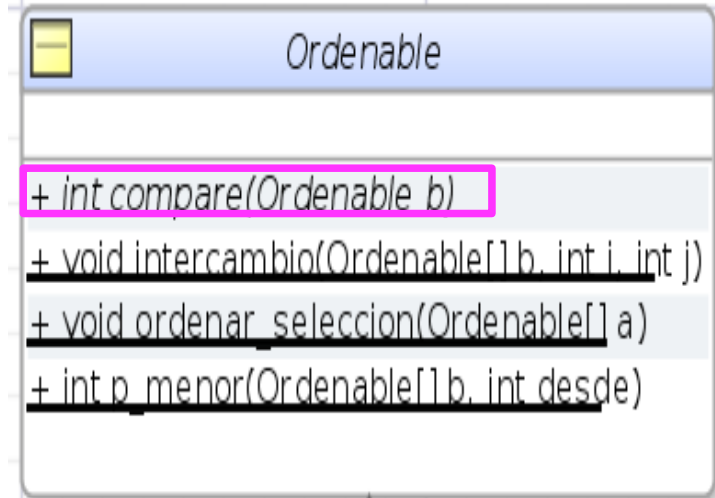 Ordenable
+ int compare(Ordenable b)
+ void intercambio(Ordenable[] b, int i, int j)
+ void ordenar_seleccion(Ordenable[] a)
+ int p_menor(Ordenable[] b, int desde)